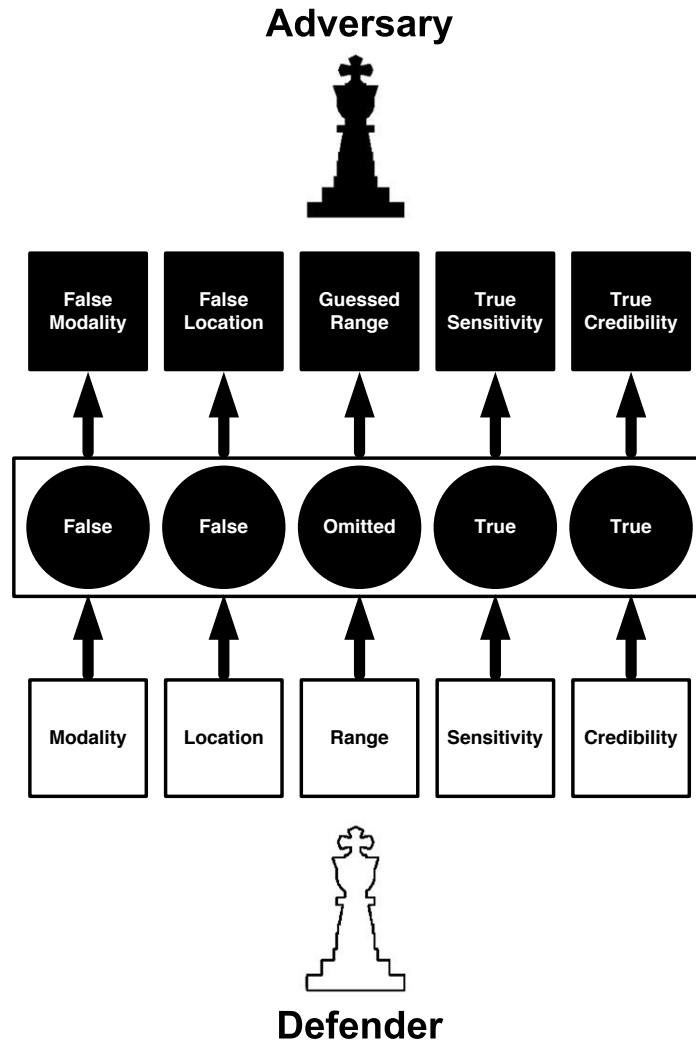 Adversary
False
Modality
False
Location
Guessed
Range
True
Sensitivity
True
Credibility
False
False
Omitted
True
True
Modality
Location
Range
Sensitivity
Credibility
Defender